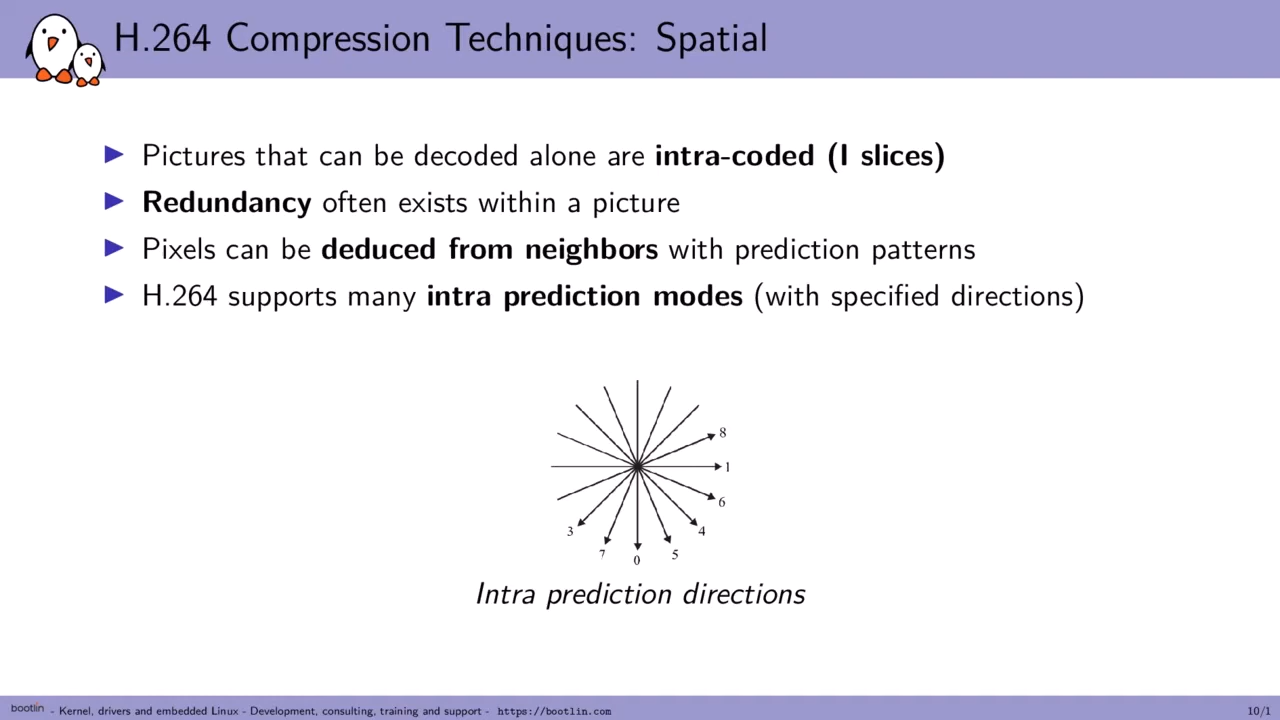 H.264 Compression Techniques: Spatial
Pictures that can be decoded alone are intra-coded (I slices)
Redundancy often exists within a picture
Pixels can be deduced from neighbors with prediction patterns
H.264 supports many intra prediction modes (with specified directions)
8
1
6
3
4
7
0
5
Intra prediction directions
bootlin - Kernel, drivers and embedded Linux - Development, consulting, training and support - https://bootlin.com
10/1